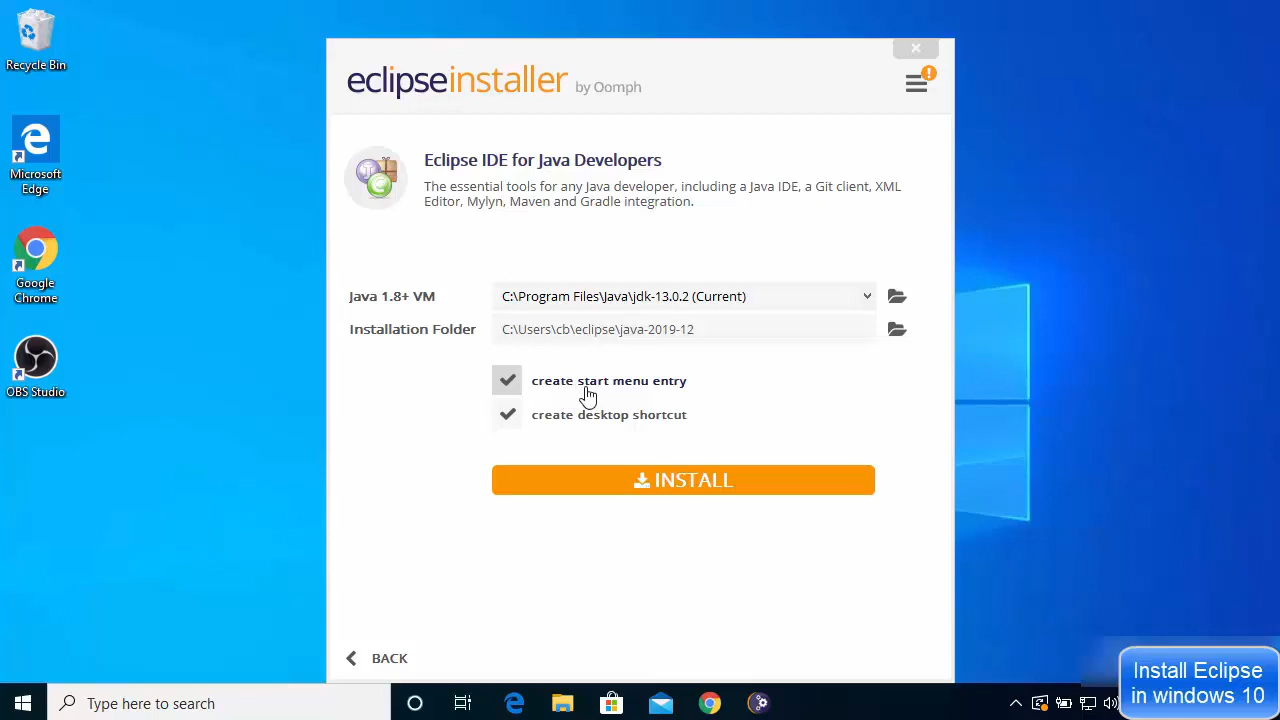 Recycle Bin
Microsoft
Edge
Google
Chrome
OBS Studio
eclipseinstaller by Oomph
Eclipse IDE for Java Developers
The essential tools for any Java developer, including a Java IDE, a Git client, XML
Editor, Mylyn, Maven and Gradle integration.
Java 1.8+ VM
C:\Program Files\Java\jdk-13.0.2 (Current)
Installation Folder
C:\Users\cb\eclipse\java-2019-12
create start menu entry
create desktop shortcut
INSTALL
BACK
Type here to search
Install Eclipse
in windows 10